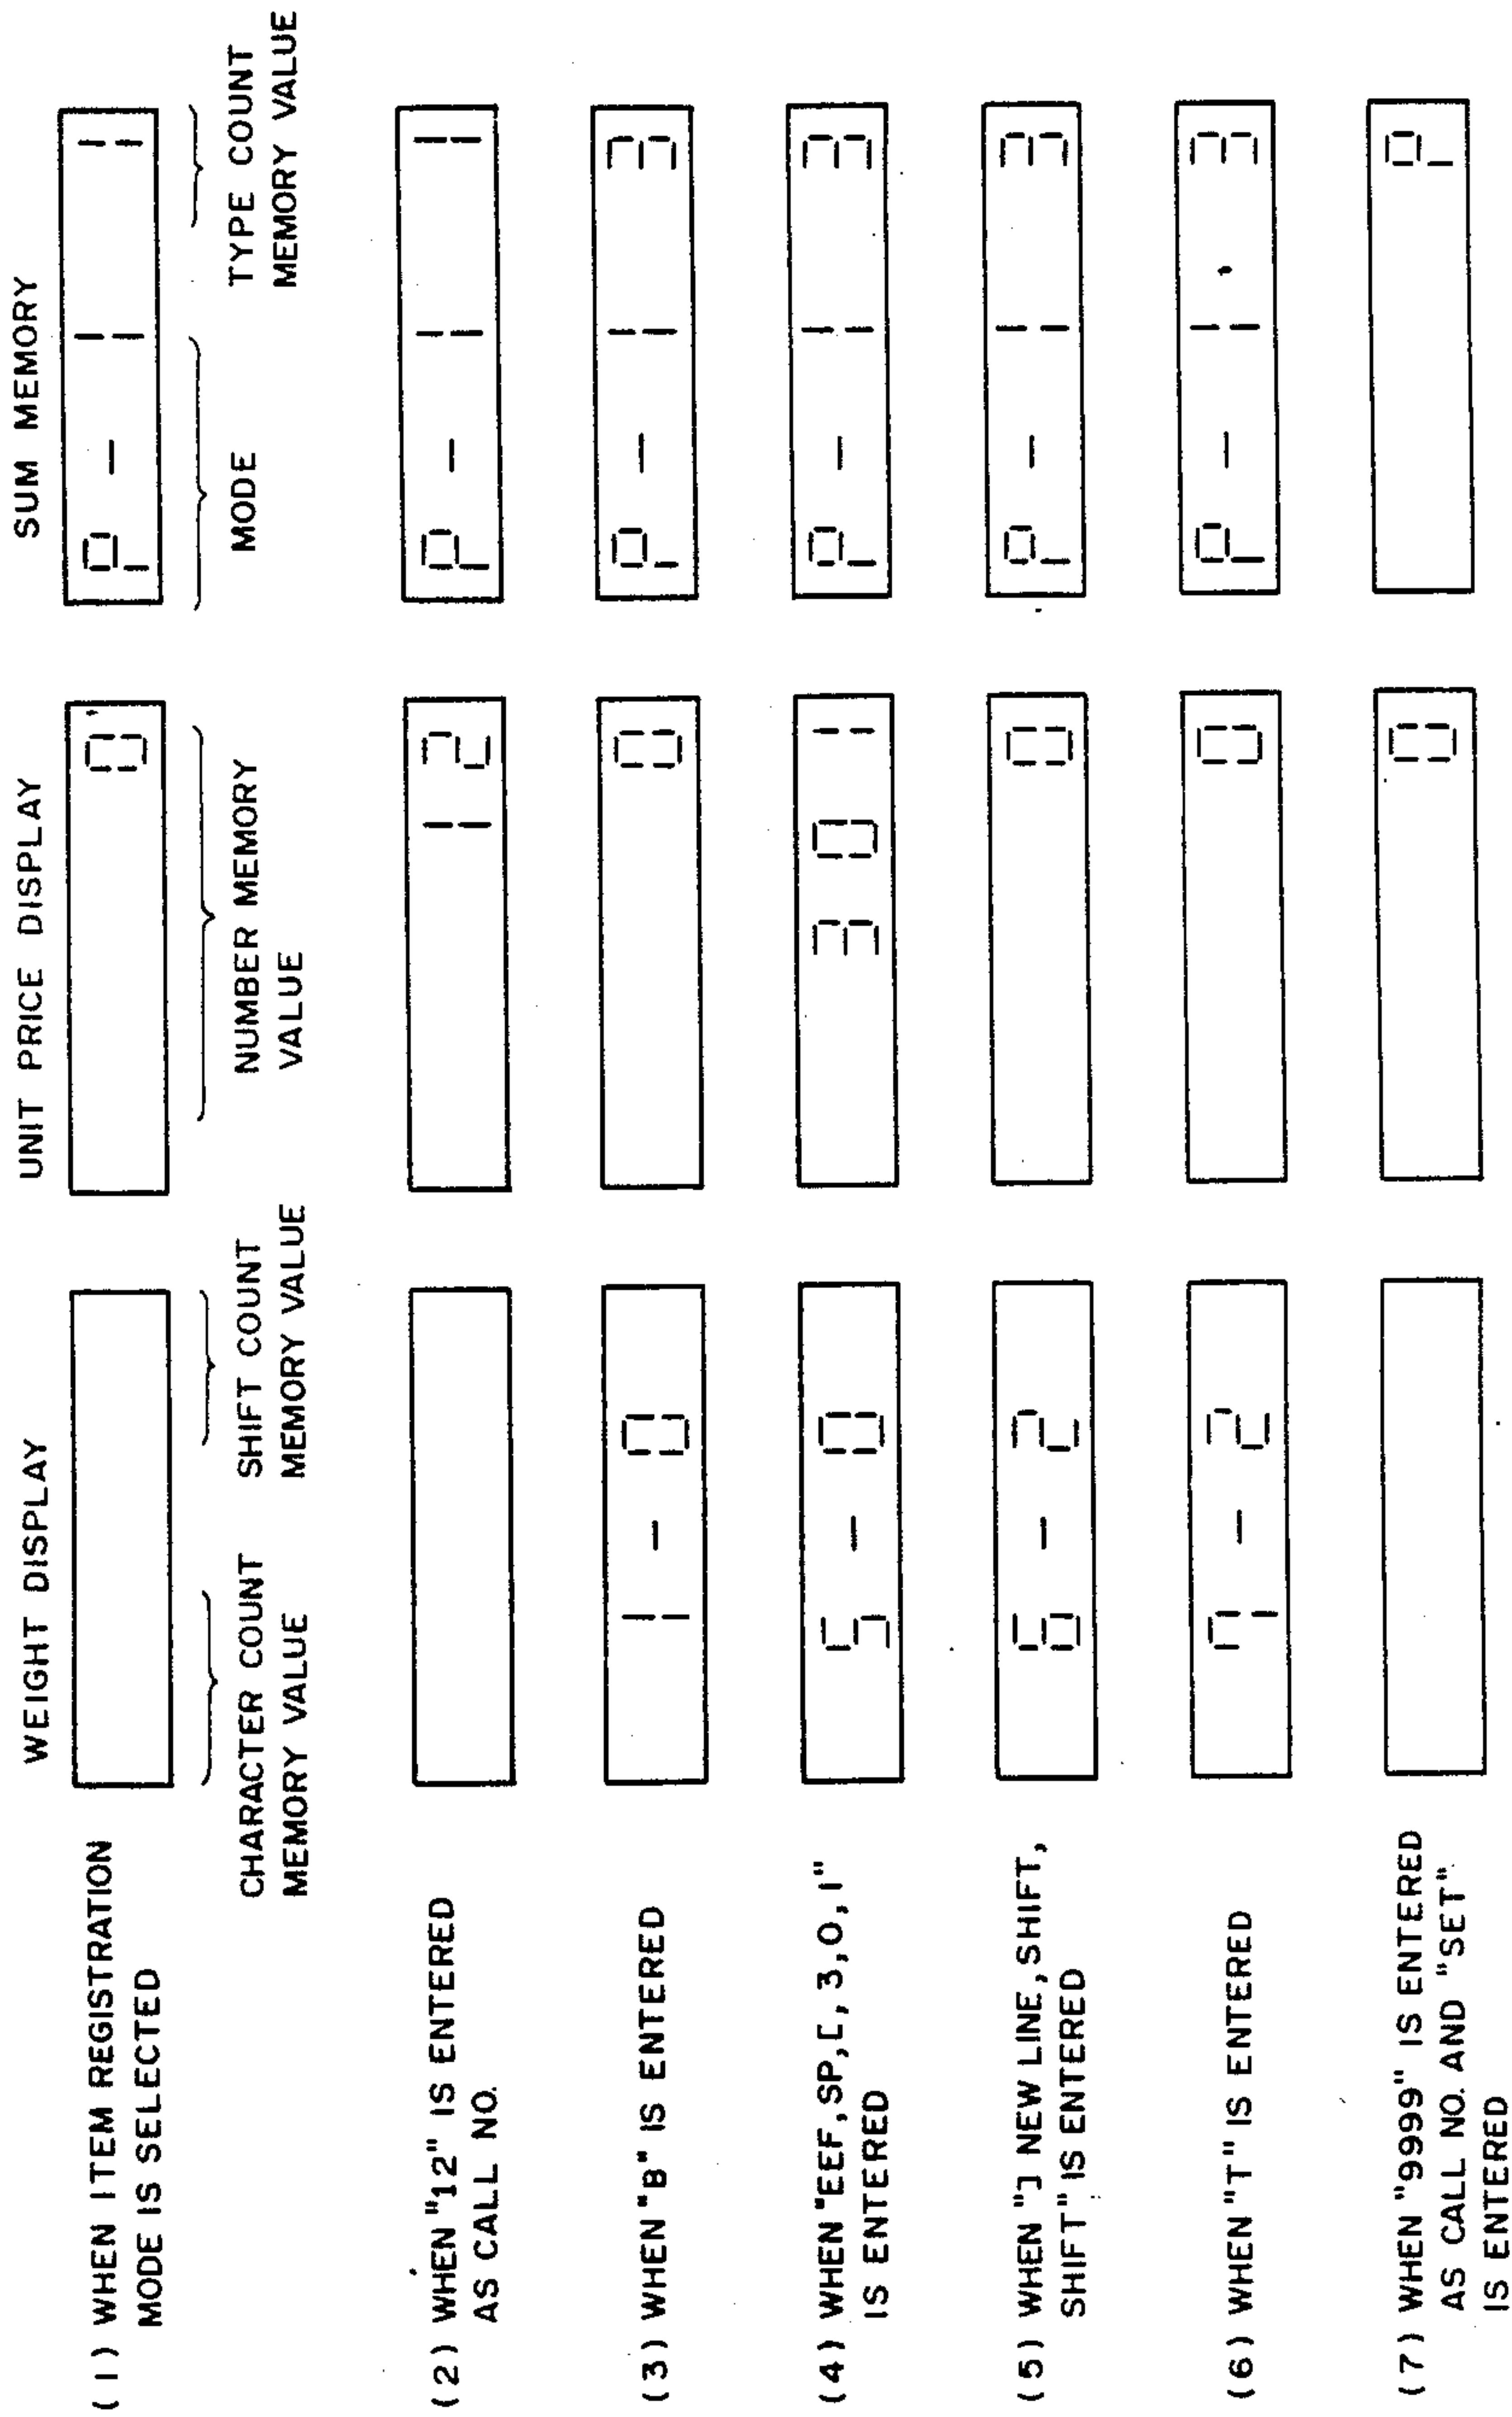 WEIGHT DISPLAY UNIT PRICE DISPLAY SUM MEMORY
(1) WHEN ITEM REGISTRATION
MODE IS SELECTED
0
P - 1 1
CHARACTER COUNT
MEMORY VALUE
SHIFT COUNT
MEMORY VALUE
NUMBER MEMORY
VALUE
MODE
TYPE COUNT
MEMORY VALUE
(2) WHEN "12" IS ENTERED
AS CALL NO.
12
P - 1 1
(3) WHEN "B" IS ENTERED
1 - 0
0
P - 1 3
(4) WHEN "EEF, SP, [, 3, 0, 1"
IS ENTERED
5 - 0
301
P - 1 3
(5) WHEN "] NEW LINE, SHIFT,
SHIFT" IS ENTERED
6 - 2
0
P - 1 3
(6) WHEN "T" IS ENTERED
7 - 2
0
P - 1. 3
(7) WHEN "9999" IS ENTERED
AS CALL NO. AND "SET"
IS ENTERED
0
P